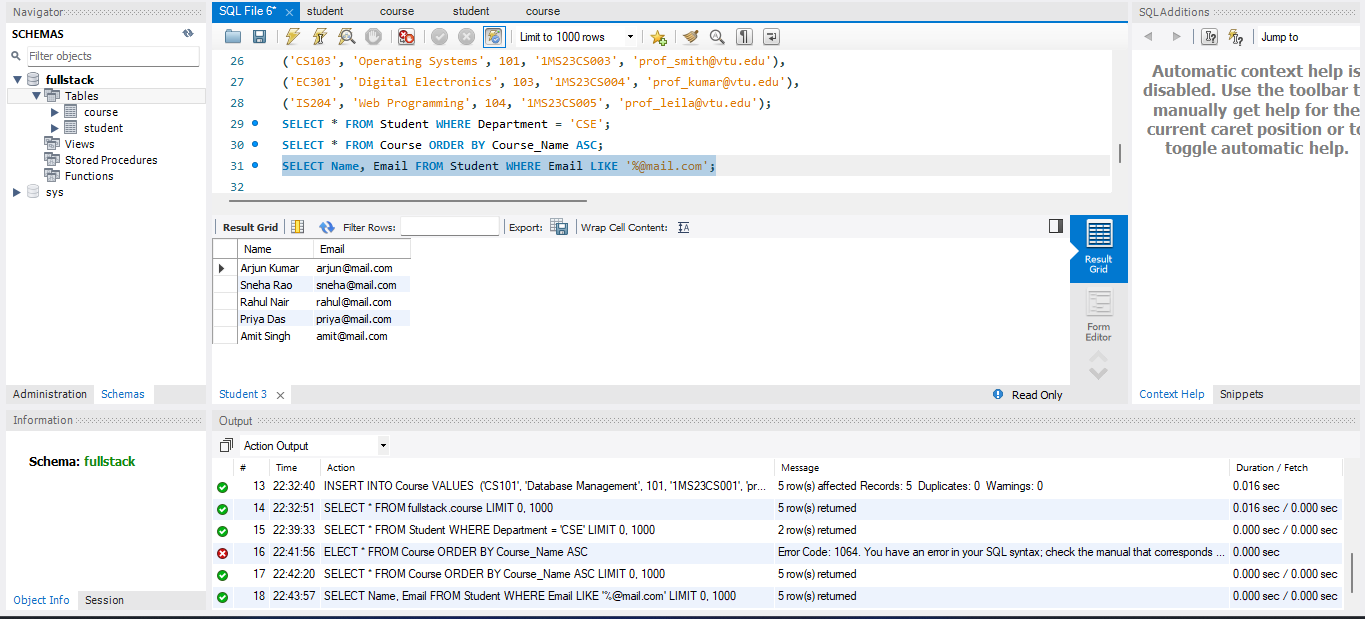 Navigator
SCHEMAS
Filter objects
fullstack
Tables
course
student
Views
Stored Procedures
Functions
sys
Administration Schemas
Information
Schema: fullstack
Object Info Session
SQL File 6* student course student course
Limit to 1000 rows
26 ('CS103', 'Operating Systems', 101, '1MS23CS003', 'prof_smith@vtu.edu'),
27 ('EC301', 'Digital Electronics', 103, '1MS23CS004', 'prof_kumar@vtu.edu'),
28 ('IS204', 'Web Programming', 104, '1MS23CS005', 'prof_leila@vtu.edu');
29 SELECT * FROM Student WHERE Department = 'CSE';
30 SELECT * FROM Course ORDER BY Course_Name ASC;
31 SELECT Name, Email FROM Student WHERE Email LIKE '%@mail.com';
32
Result Grid Filter Rows: Export: Wrap Cell Content:
Name Email
Arjun Kumar arjun@mail.com
Sneha Rao sneha@mail.com
Rahul Nair rahul@mail.com
Priya Das priya@mail.com
Amit Singh amit@mail.com
Result
Grid
Form
Editor
Student 3 Read Only
SQLAdditions
Jump to
Automatic context help is
disabled. Use the toolbar t
manually get help for the
current caret position or to
toggle automatic help.
Context Help Snippets
Output
Action Output
# Time Action Message Duration / Fetch
13 22:32:40 INSERT INTO Course VALUES ('CS101', 'Database Management', 101, '1MS23CS001', 'pr... 5 row(s) affected Records: 5 Duplicates: 0 Warnings: 0 0.016 sec
14 22:32:51 SELECT * FROM fullstack.course LIMIT 0, 1000 5 row(s) returned 0.016 sec / 0.000 sec
15 22:39:33 SELECT * FROM Student WHERE Department = 'CSE' LIMIT 0, 1000 2 row(s) returned 0.000 sec / 0.000 sec
16 22:41:56 ELECT * FROM Course ORDER BY Course_Name ASC Error Code: 1064. You have an error in your SQL syntax; check the manual that corresponds ... 0.000 sec
17 22:42:20 SELECT * FROM Course ORDER BY Course_Name ASC LIMIT 0, 1000 5 row(s) returned 0.000 sec / 0.000 sec
18 22:43:57 SELECT Name, Email FROM Student WHERE Email LIKE '%@mail.com' LIMIT 0, 1000 5 row(s) returned 0.000 sec / 0.000 sec